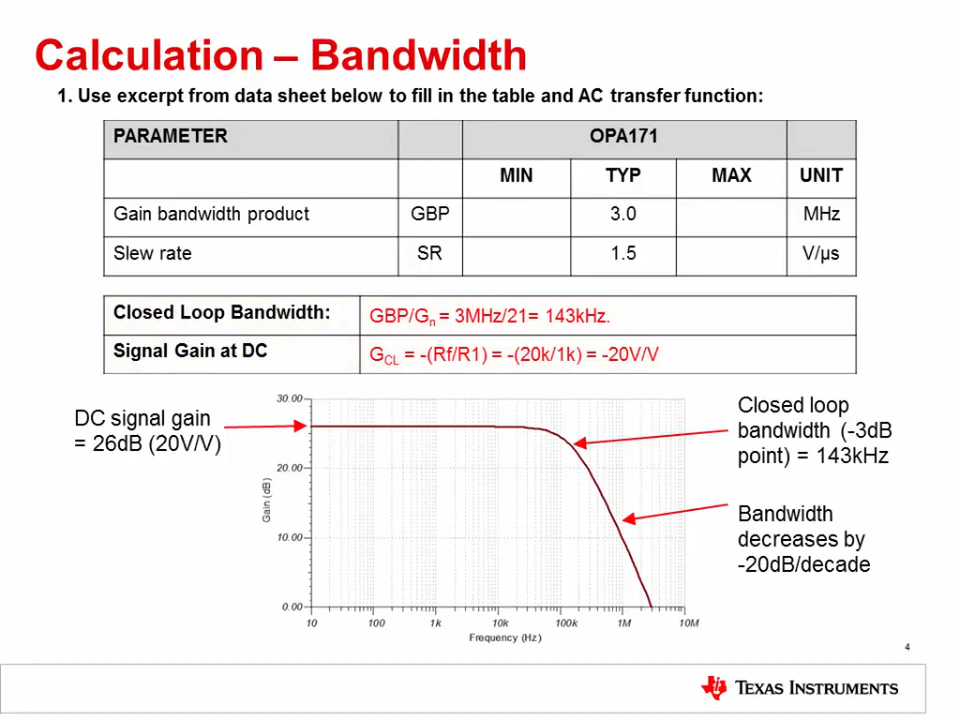 Calculation – Bandwidth
1. Use excerpt from data sheet below to fill in the table and AC transfer function:
PARAMETER OPA171
MIN TYP MAX UNIT
Gain bandwidth product GBP 3.0 MHz
Slew rate SR 1.5 V/µs
Closed Loop Bandwidth: GBP/Gn = 3MHz/21= 143kHz.
Signal Gain at DC GCL = -(Rf/R1) = -(20k/1k) = -20V/V
DC signal gain
= 26dB (20V/V)
30.00
20.00
10.00
0.00
Gain (dB)
10 100 1k 10k 100k 1M 10M
Frequency (Hz)
Closed loop
bandwidth (-3dB
point) = 143kHz
Bandwidth
decreases by
-20dB/decade
4
TEXAS INSTRUMENTS